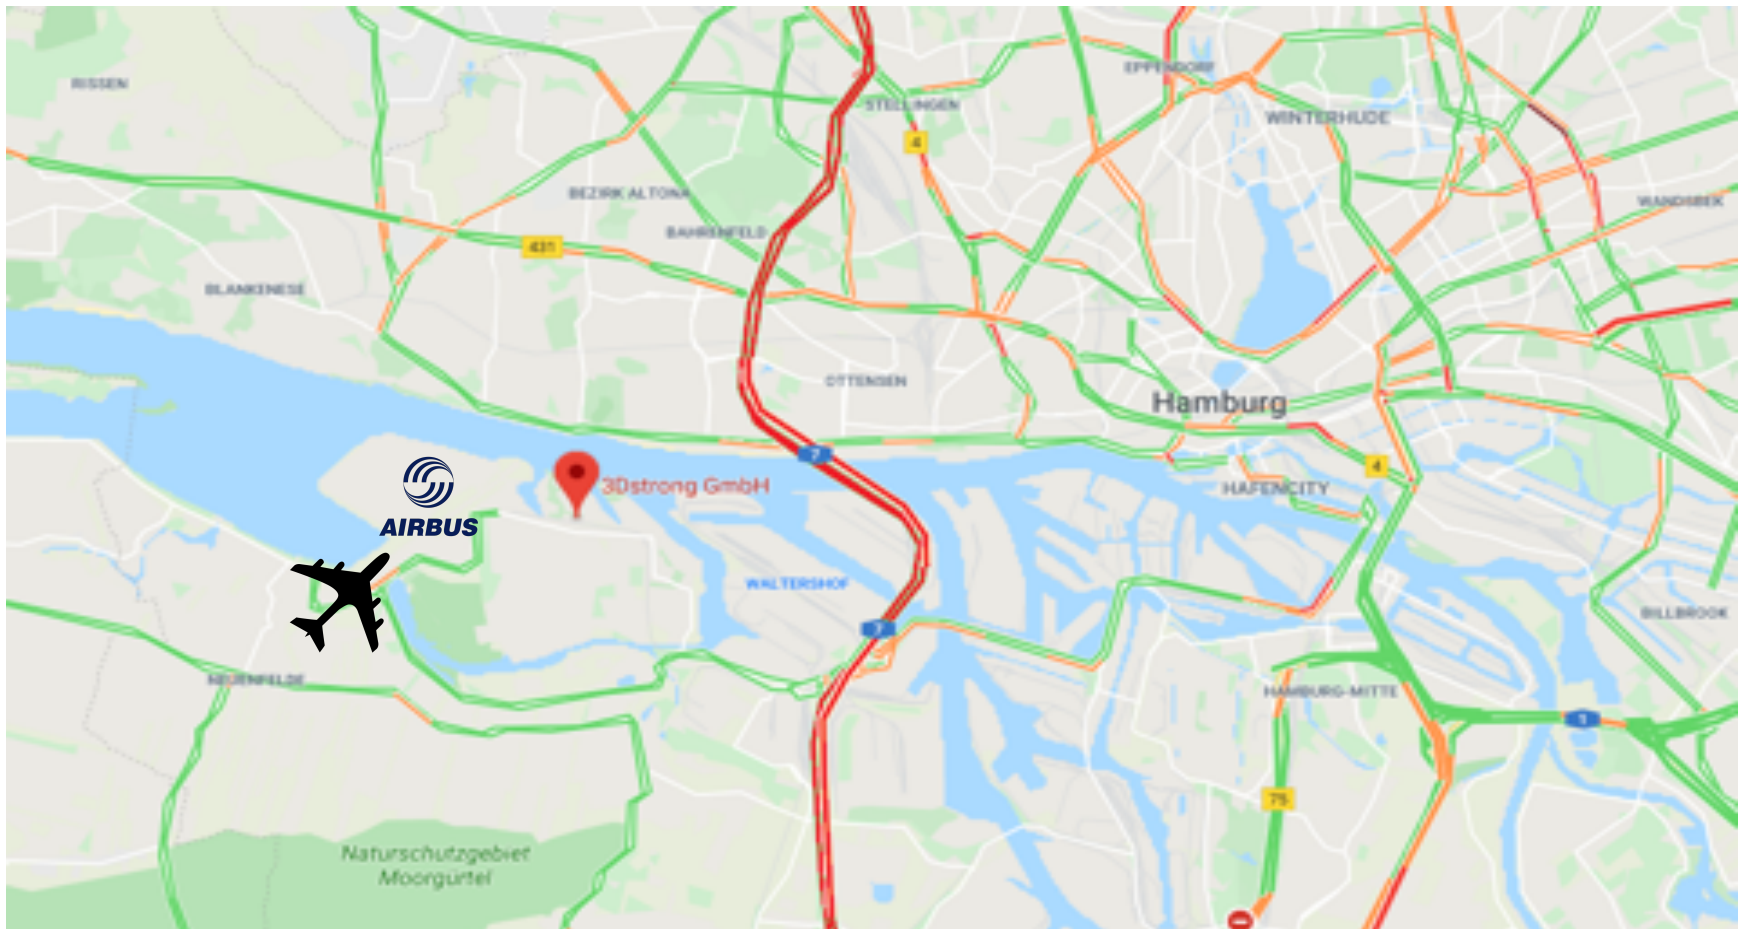 RISSEN
EPPENDORF
STELLINGEN
WINTERHUDE
4
BEZIRK ALTONA
WANDSBEK
BAHRENFELD
431
BLANKENESE
OTTENSEN
Hamburg
7
4
3Dstrong GmbH
HAFENCITY
AIRBUS
WALTERSHOF
BILLBROOK
7
NEUENFELDE
HAMBURG-MITTE
1
75
Naturschutzgebiet
Moorgürtel